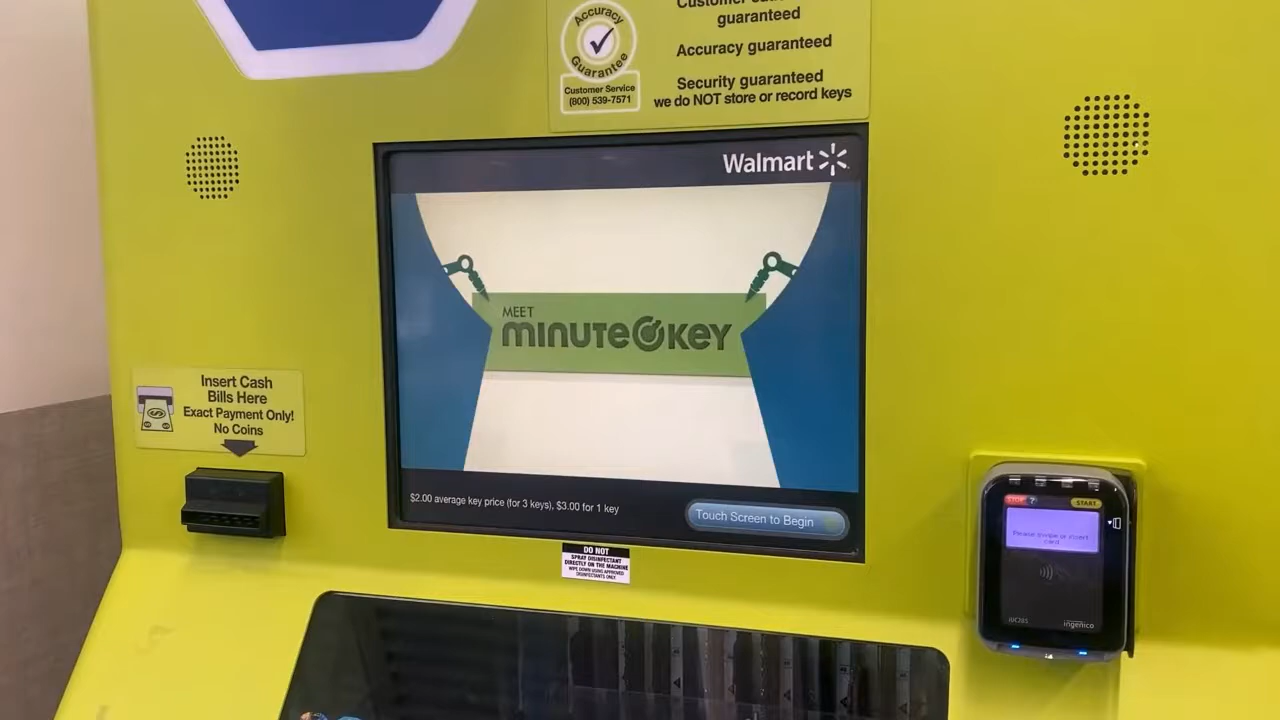 Customer
guaranteed
Accuracy guaranteed
Security guaranteed
we do NOT store or record keys
Accuracy
Guarantee
Customer Service
(800) 539-7571
Walmart
MEET
minuteKEY
$2.00 average key price (for 3 keys), $3.00 for 1 key
Touch Screen to Begin
Insert Cash
Bills Here
Exact Payment Only!
No Coins
DO NOT
SPRAY DISINFECTANT
DIRECTLY ON THE MACHINE
WIPE DOWN USING APPROVED
DISINFECTANTS ONLY
STOP
?
START
Please swipe or insert
card
iUC285
ingenico